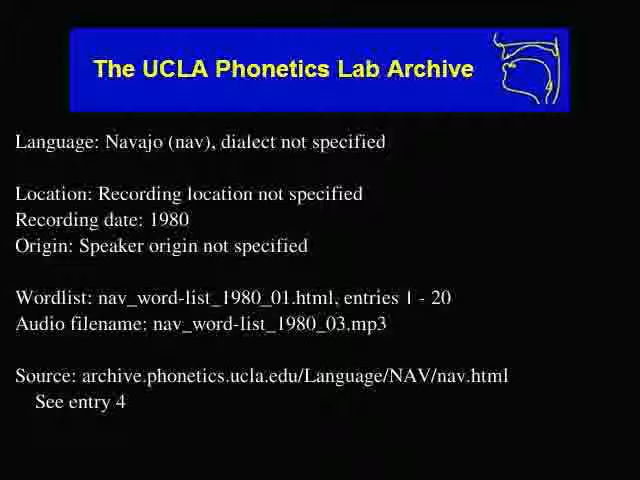 The UCLA Phonetics Lab Archive
Language: Navajo (nav), dialect not specified
Location: Recording location not specified
Recording date: 1980
Origin: Speaker origin not specified
Wordlist: nav_word-list_1980_01.html, entries 1 - 20
Audio filename: nav_word-list_1980_03.mp3
Source: archive.phonetics.ucla.edu/Language/NAV/nav.html
See entry 4